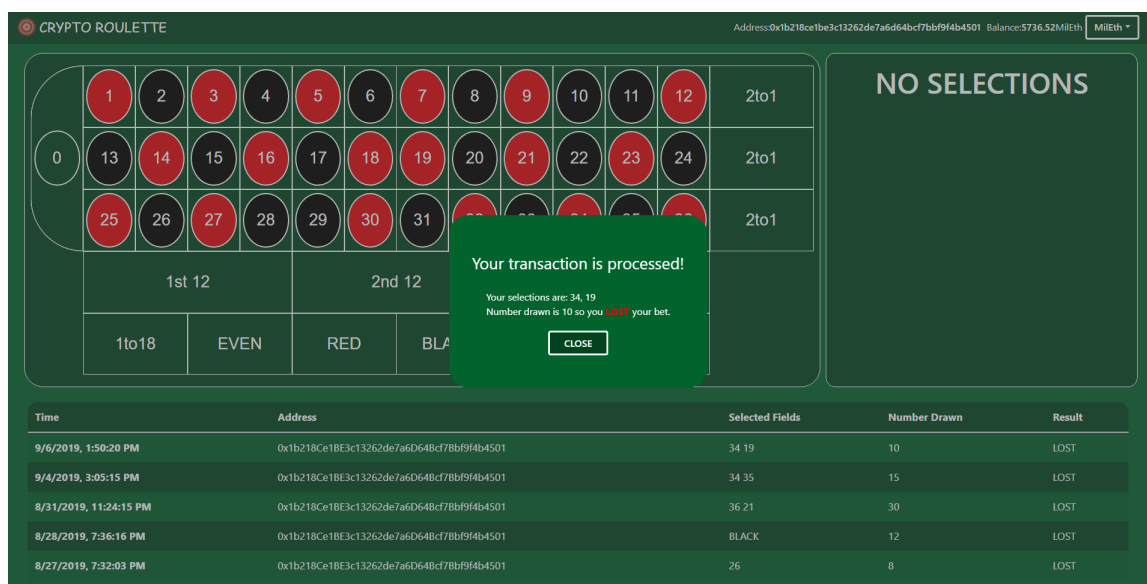 CRYPTO ROULETTE
Address:0x1b218ce1be3c13262de7a6d64bcf7bbf9f4b4501 Balance:5736.52MilEth MilEth
1 2 3 4 5 6 7 8 9 10 11 12 2to1
NO SELECTIONS
0 13 14 15 16 17 18 19 20 21 22 23 24 2to1
25 26 27 28 29 30 31 2to1
1st 12 2nd 12
1to18 EVEN RED
Your transaction is processed!
Your selections are: 34, 19
Number drawn is 10 so you LOST your bet.
CLOSE
Time Address Selected Fields Number Drawn Result
9/6/2019, 1:50:20 PM 0x1b218Ce1BE3c13262de7a6D64Bcf7Bbf9f4b4501 34 19 10 LOST
9/4/2019, 3:05:15 PM 0x1b218Ce1BE3c13262de7a6D64Bcf7Bbf9f4b4501 34 35 15 LOST
8/31/2019, 11:24:15 PM 0x1b218Ce1BE3c13262de7a6D64Bcf7Bbf9f4b4501 36 21 30 LOST
8/28/2019, 7:36:16 PM 0x1b218Ce1BE3c13262de7a6D64Bcf7Bbf9f4b4501 BLACK 12 LOST
8/27/2019, 7:32:03 PM 0x1b218Ce1BE3c13262de7a6D64Bcf7Bbf9f4b4501 26 8 LOST